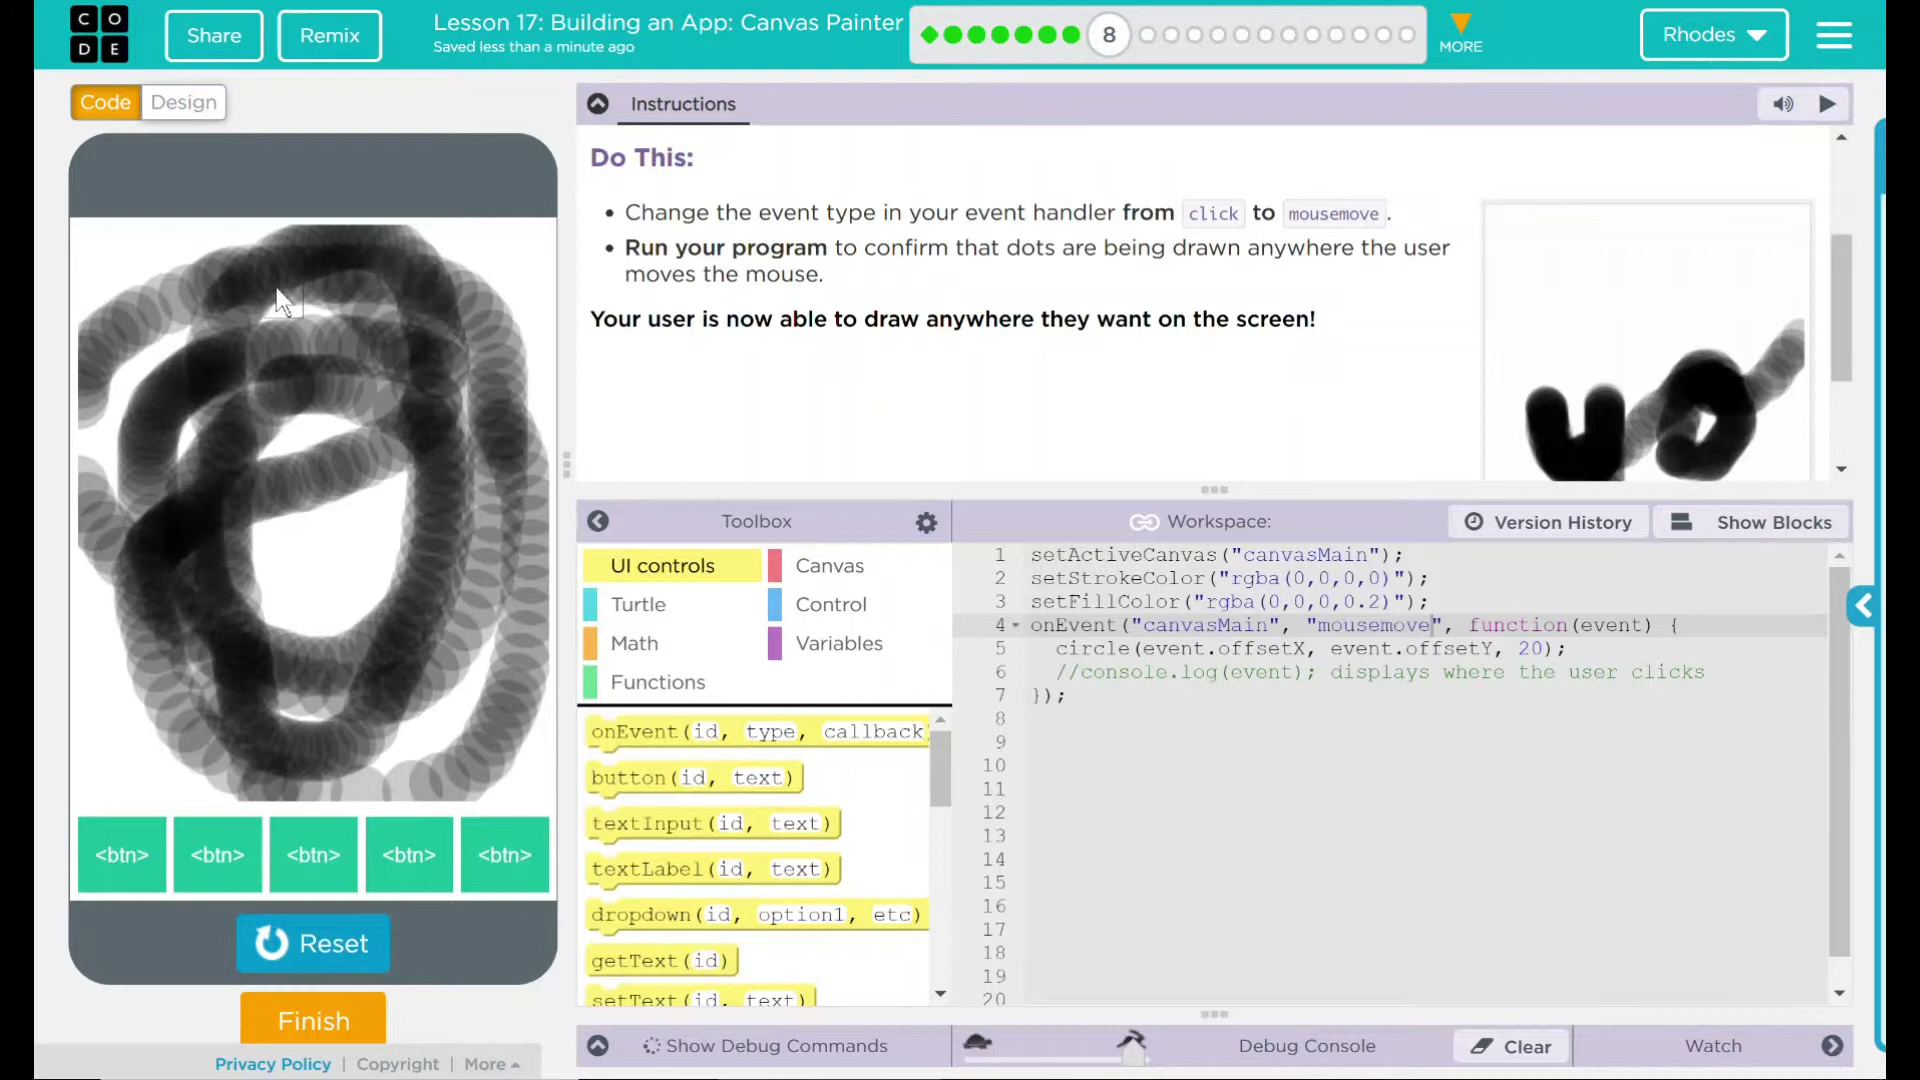 CODE
Share
Remix
Lesson 17: Building an App: Canvas Painter
Saved less than a minute ago
8
MORE
Rhodes
Code
Design
Instructions
Do This:
Change the event type in your event handler from click to mousemove.
Run your program to confirm that dots are being drawn anywhere the user
moves the mouse.
Your user is now able to draw anywhere they want on the screen!
<btn>
<btn>
<btn>
<btn>
<btn>
Reset
Finish
Privacy Policy | Copyright | More
Toolbox
UI controls
Canvas
Turtle
Control
Math
Variables
Functions
onEvent(id, type, callback)
button(id, text)
textInput(id, text)
textLabel(id, text)
dropdown(id, option1, etc)
getText(id)
setText(id, text)
Workspace:
Version History
Show Blocks
1 setActiveCanvas("canvasMain");
2 setStrokeColor("rgba(0,0,0,0)");
3 setFillColor("rgba(0,0,0,0.2)");
4 onEvent("canvasMain", "mousemove", function(event) {
5 circle(event.offsetX, event.offsetY, 20);
6 //console.log(event); displays where the user clicks
7 });
8
9
10
11
12
13
14
15
16
17
18
19
20
Show Debug Commands
Debug Console
Clear
Watch